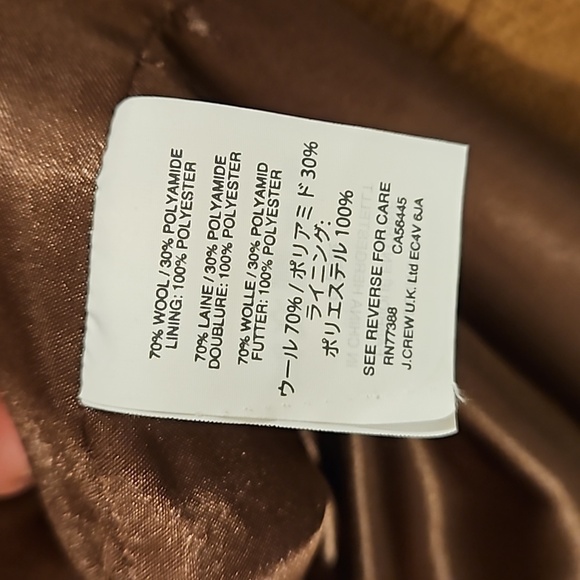 70% WOOL / 30% POLYAMIDE
LINING: 100% POLYESTER
70% LAINE / 30% POLYAMIDE
DOUBLURE: 100% POLYESTER
70% WOLLE / 30% POLYAMID
FUTTER: 100% POLYESTER
ウール 70% / ポリアミド 30%
ライニング:
ポリエステル 100%
SEE REVERSE FOR CARE
RN77388 CA56445
J.CREW U.K. Ltd EC4V 6JA